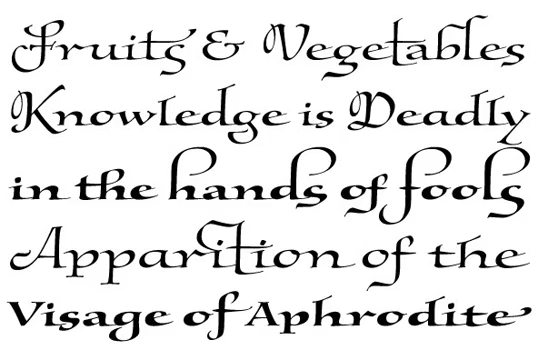 Fruits & Vegetables
Knowledge is Deadly
in the hands of fools
Apparition of the
Visage of Aphrodite